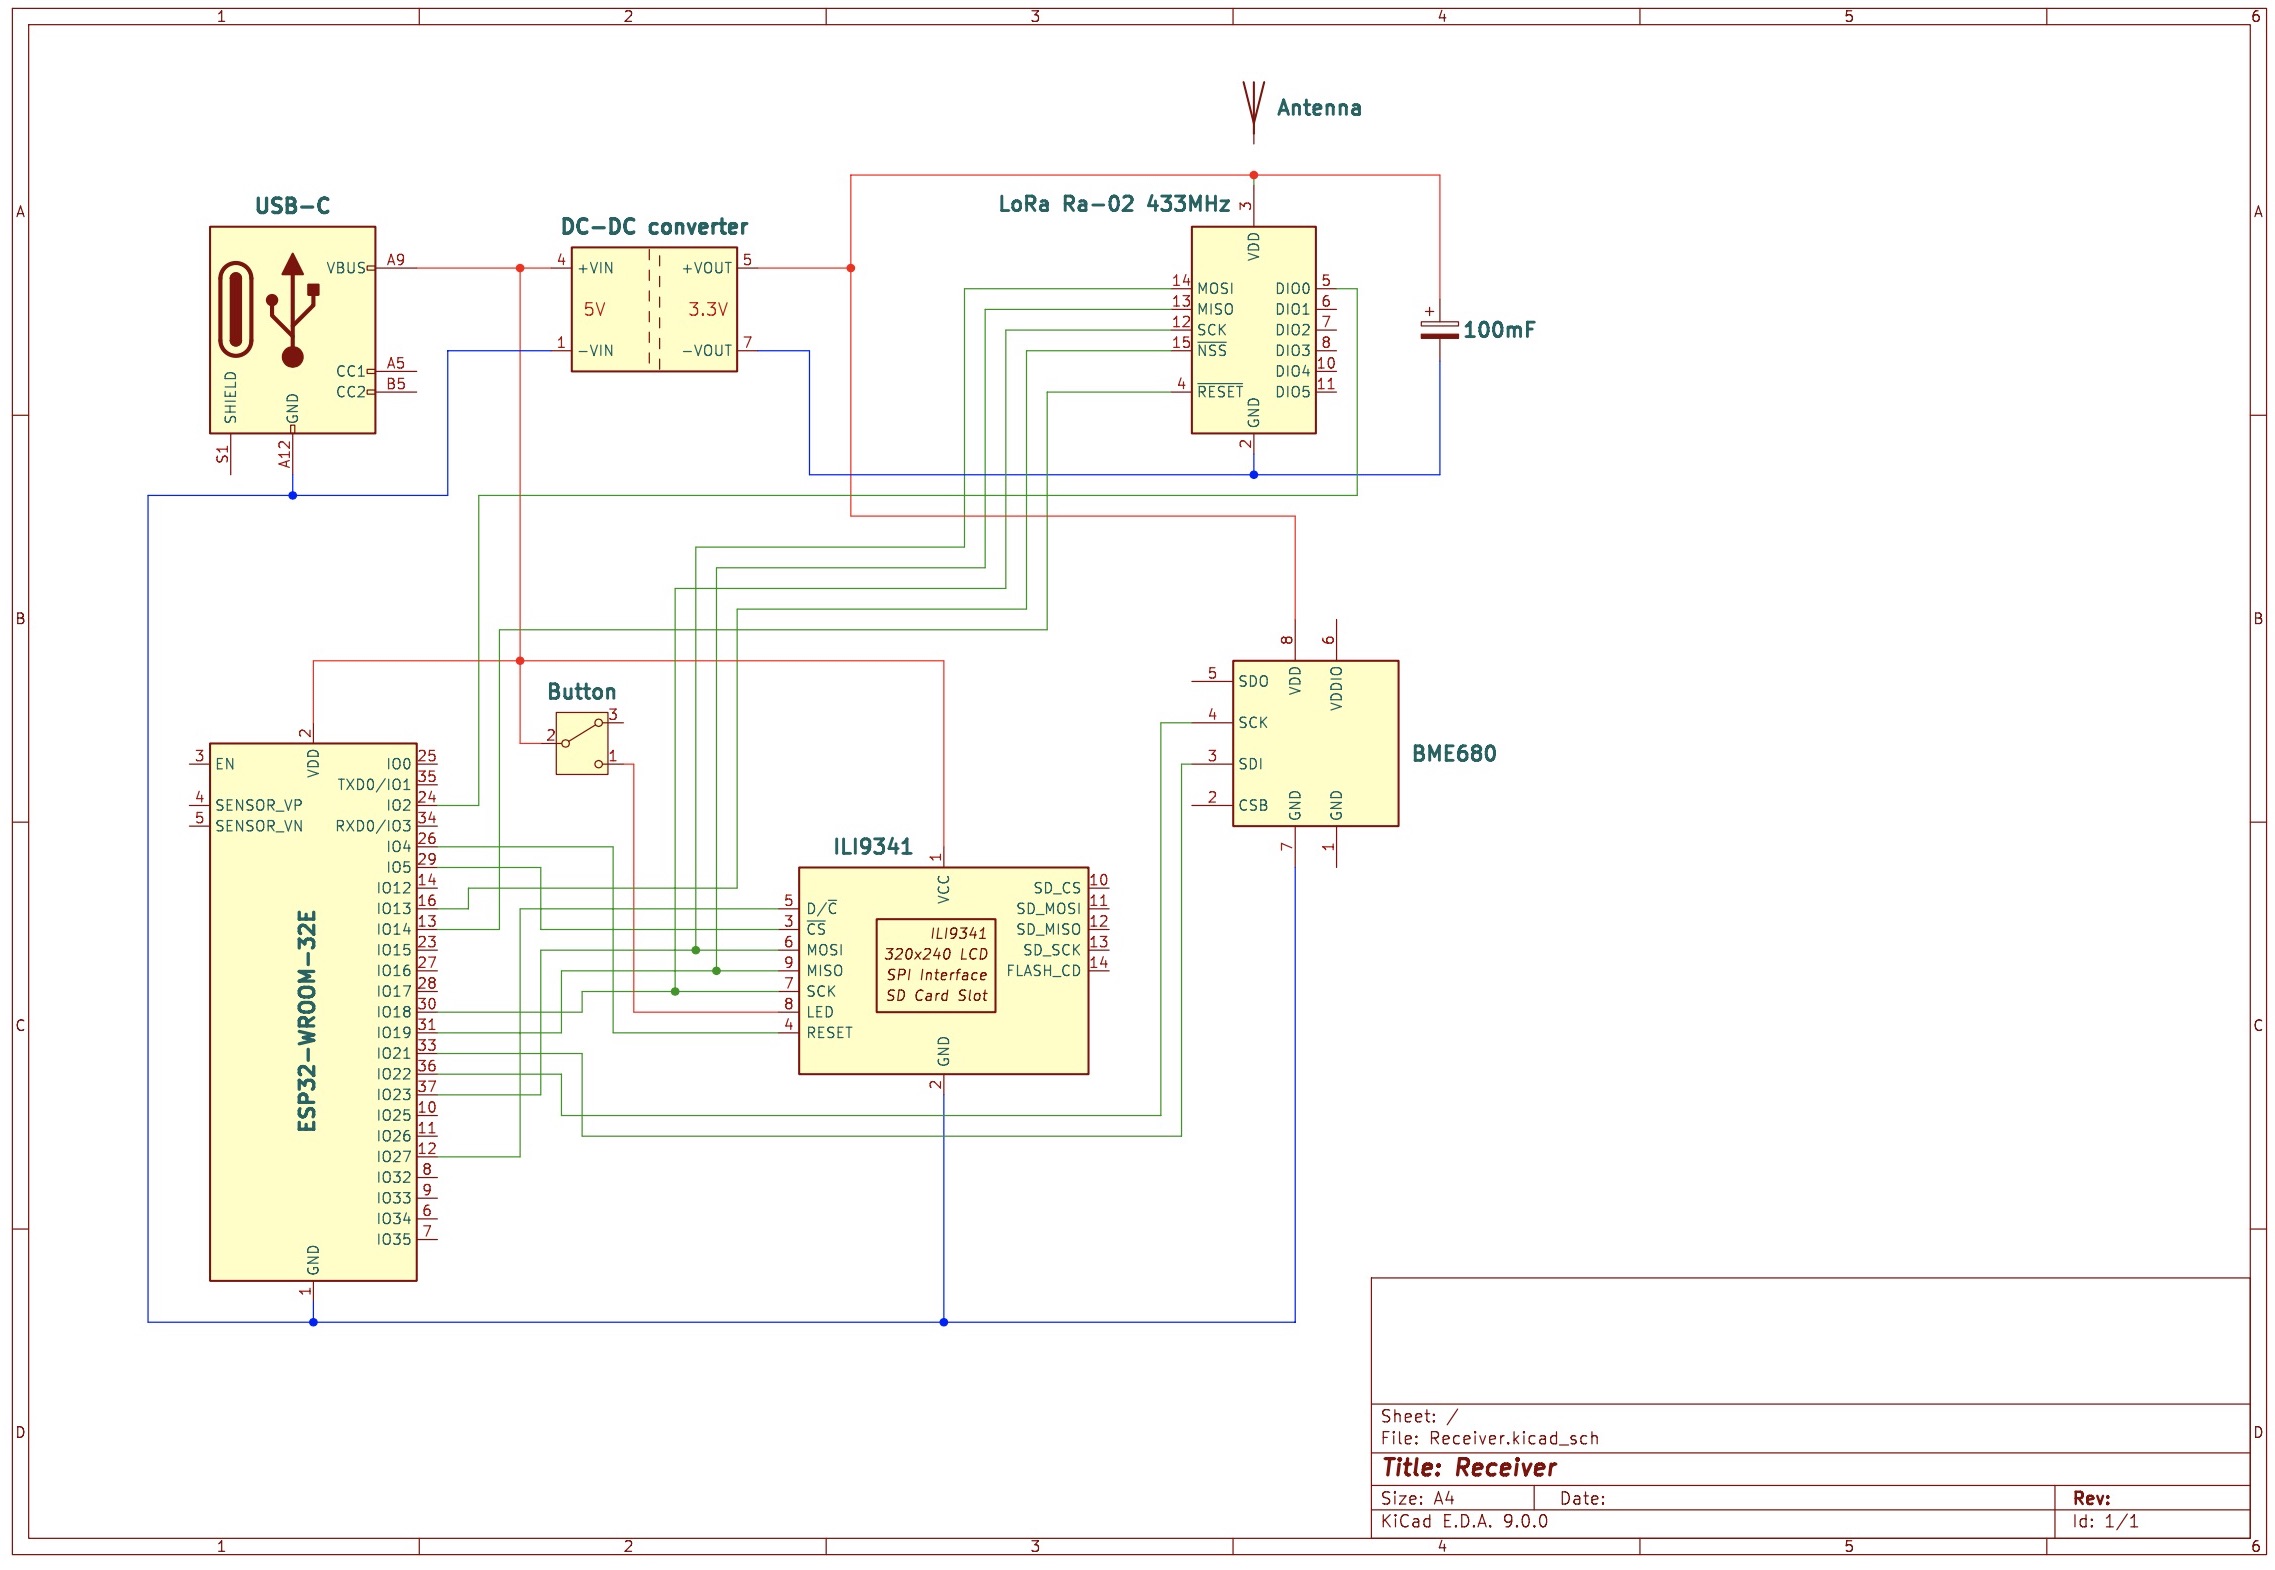 1 2 3 4 5 6
A
B
C
D
A
B
C
D
Antenna
USB-C
VBUS A9
CC1 A5
CC2 B5
SHIELD
S1
GND
A12
DC-DC converter
4 +VIN +VOUT 5
5V 3.3V
1 -VIN -VOUT 7
LoRa Ra-02 433MHz
3
VDD
14 MOSI DIO0 5
13 MISO DIO1 6
12 SCK DIO2 7
15 NSS DIO3 8
DIO4 10
4 RESET DIO5 11
GND
2
+
100mF
Button
3
2
1
8 6
VDD VDDIO
5 SDO
4 SCK
3 SDI
2 CSB
GND GND
7 1
BME680
ESP32-WROOM-32E
2
VDD
3 EN
4 SENSOR_VP
5 SENSOR_VN
IO0 25
TXD0/IO1 35
IO2 24
RXD0/IO3 34
IO4 26
IO5 29
IO12 14
IO13 16
IO14 13
IO15 23
IO16 27
IO17 28
IO18 30
IO19 31
IO21 33
IO22 36
IO23 37
IO25 10
IO26 11
IO27 12
IO32 8
IO33 9
IO34 6
IO35 7
GND
1
ILI9341
1
VCC
5 D/C
3 CS
6 MOSI
9 MISO
7 SCK
8 LED
4 RESET
ILI9341
320x240 LCD
SPI Interface
SD Card Slot
SD_CS 10
SD_MOSI 11
SD_MISO 12
SD_SCK 13
FLASH_CD 14
GND
2
Sheet: /
File: Receiver.kicad_sch
Title: Receiver
Size: A4 Date: Rev:
KiCad E.D.A. 9.0.0 Id: 1/1
1 2 3 4 5 6